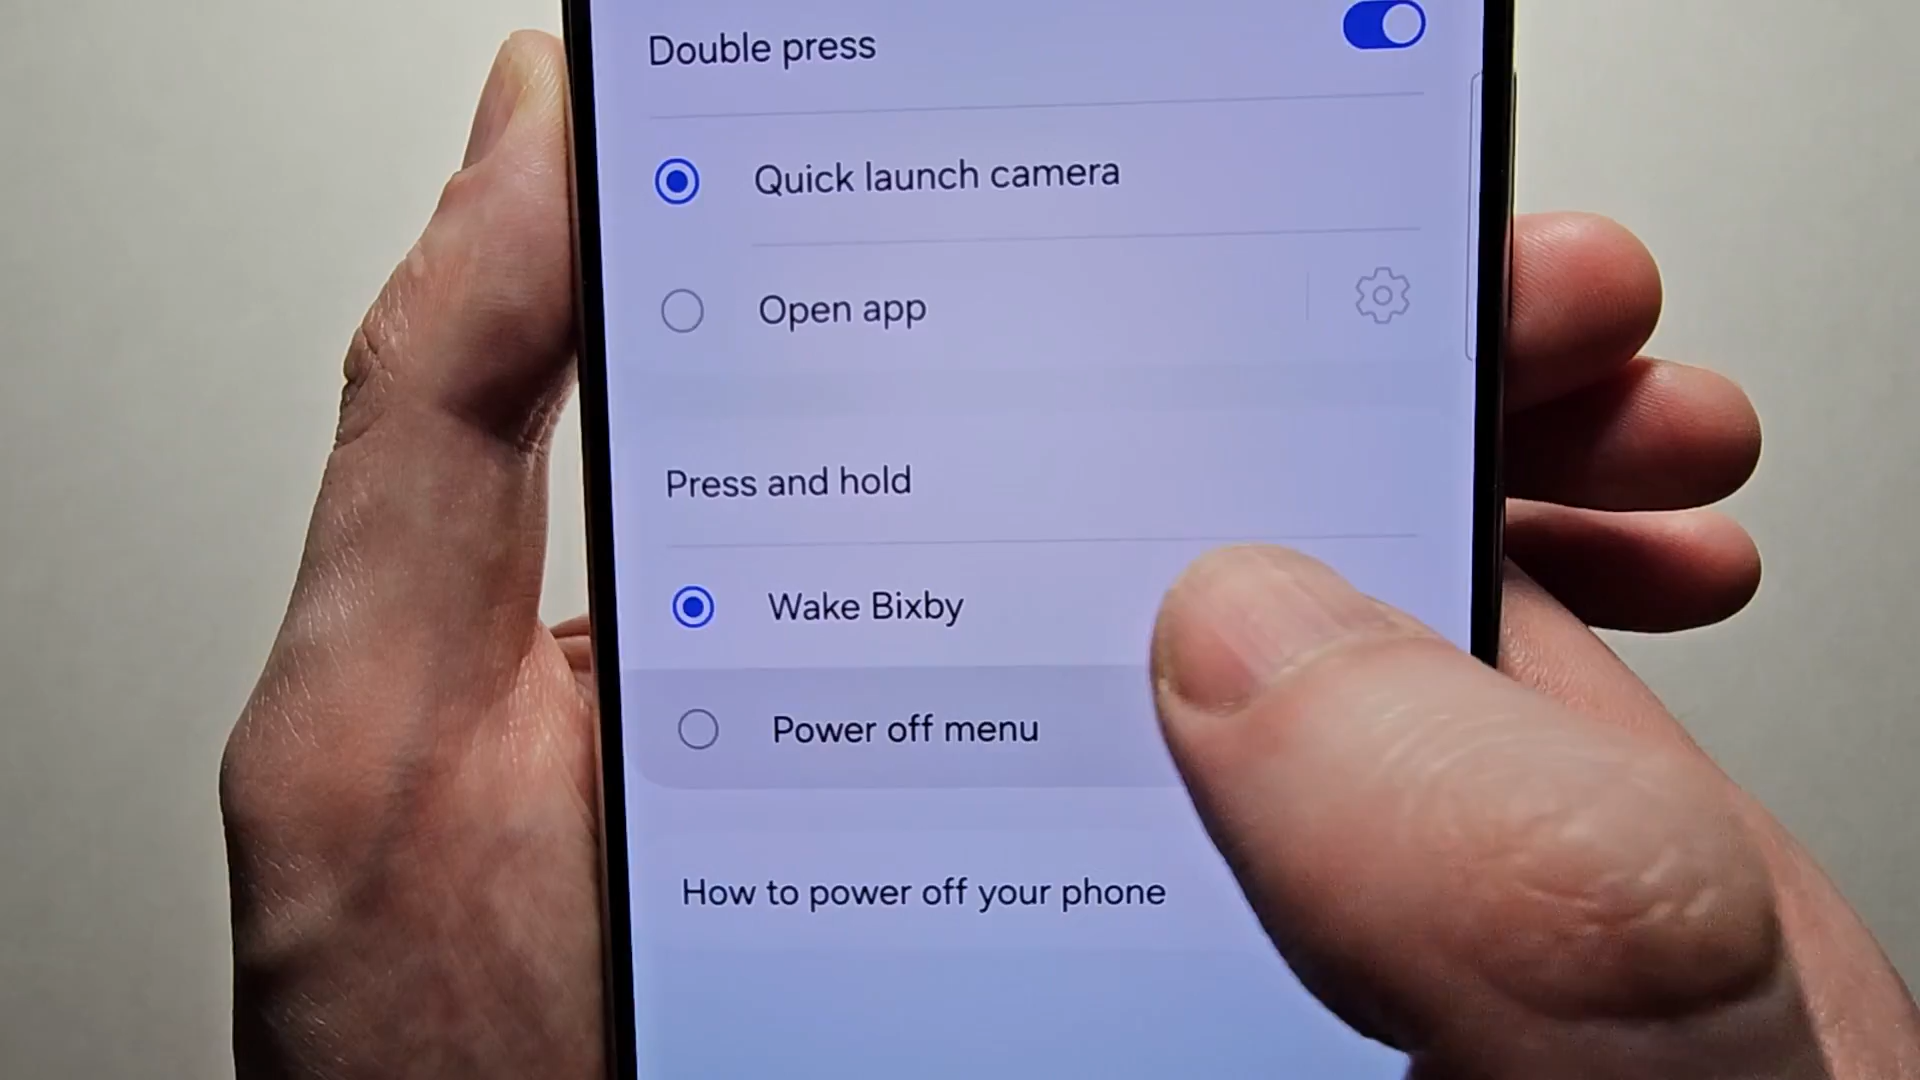 Double press
Quick launch camera
Open app
Press and hold
Wake Bixby
Power off menu
How to power off your phone